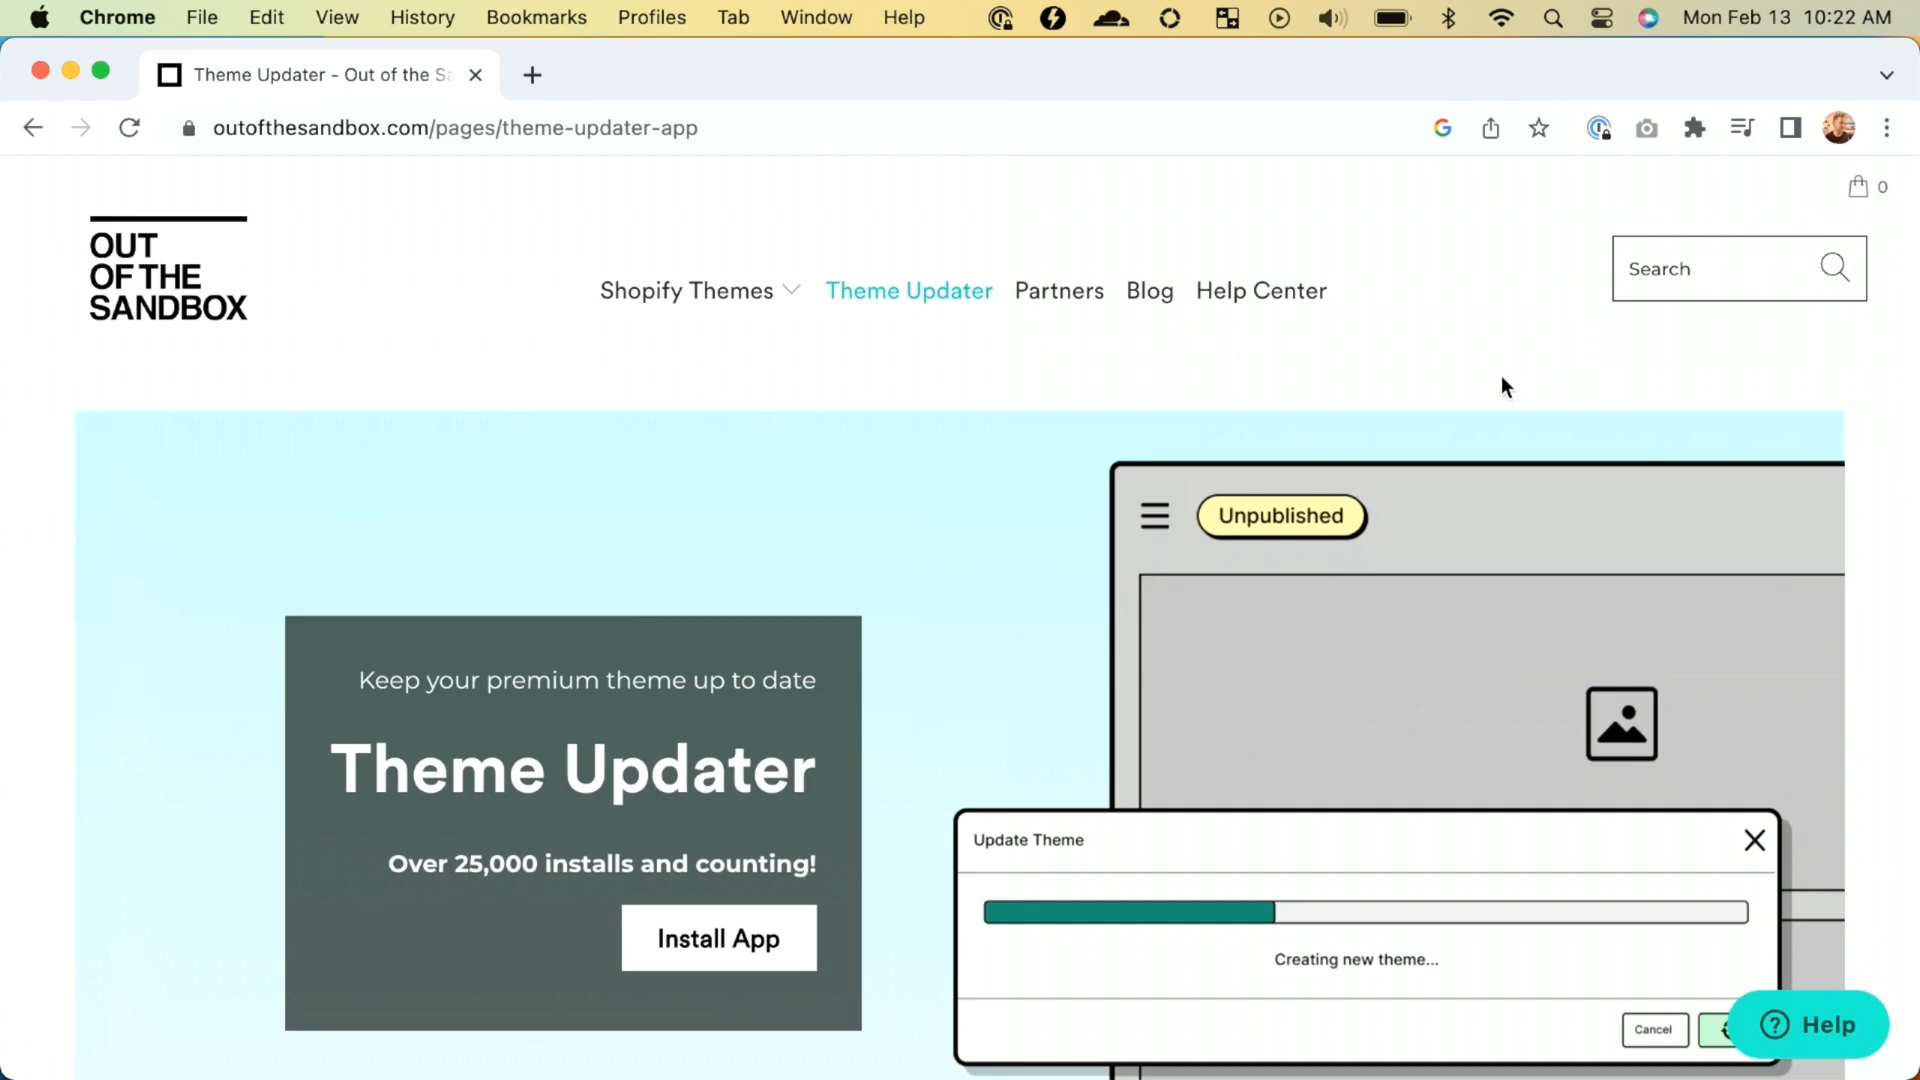 Chrome File Edit View History Bookmarks Profiles Tab Window Help Mon Feb 13 10:22 AM
Theme Updater - Out of the Sa
outofthesandbox.com/pages/theme-updater-app
0
OUT
OF THE
SANDBOX
Shopify Themes Theme Updater Partners Blog Help Center
Search
Unpublished
Keep your premium theme up to date
Theme Updater
Over 25,000 installs and counting!
Install App
Update Theme
Creating new theme...
Cancel
Help